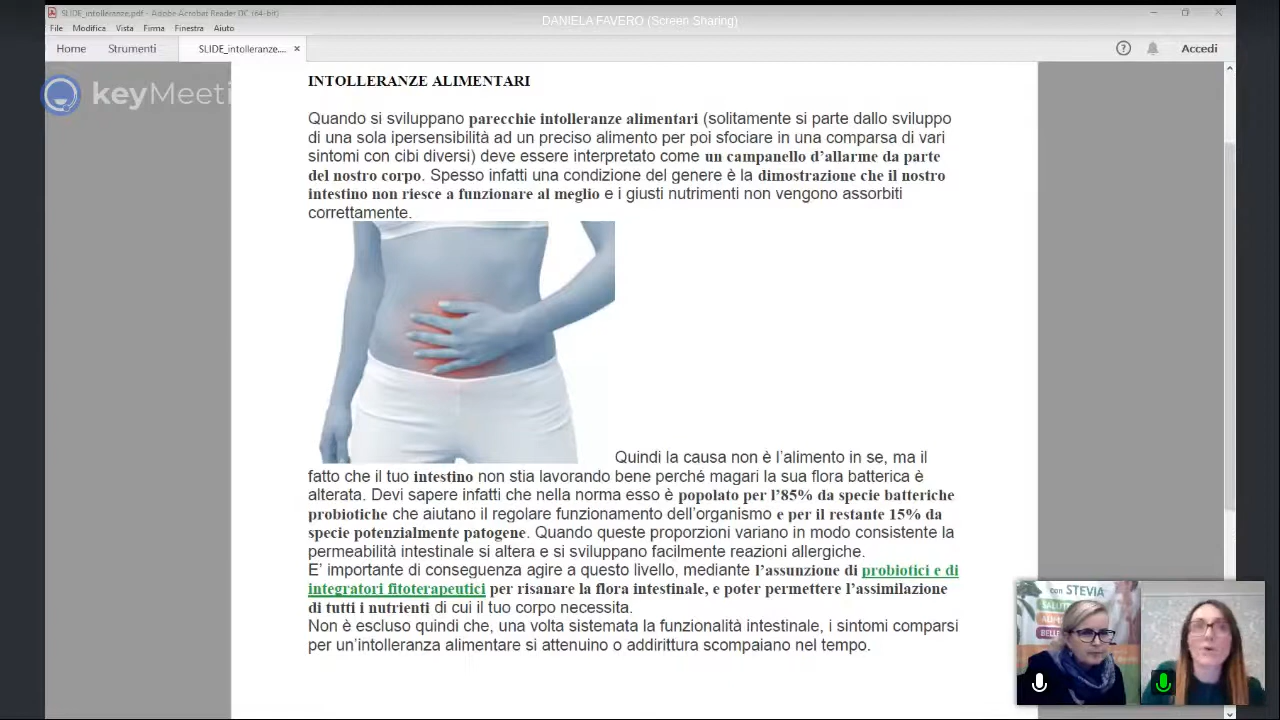 SLIDE_intolleranze.pdf - Adobe Acrobat Reader DC (64-bit)
DANIELA FAVERO (Screen Sharing)
File Modifica Vista Firma Finestra Aiuto
Home Strumenti SLIDE_intolleranze.... × Accedi
keyMeeti
INTOLLERANZE ALIMENTARI
Quando si sviluppano parecchie intolleranze alimentari (solitamente si parte dallo sviluppo
di una sola ipersensibilità ad un preciso alimento per poi sfociare in una comparsa di vari
sintomi con cibi diversi) deve essere interpretato come un campanello d'allarme da parte
del nostro corpo. Spesso infatti una condizione del genere è la dimostrazione che il nostro
intestino non riesce a funzionare al meglio e i giusti nutrimenti non vengono assorbiti
correttamente.
Quindi la causa non è l'alimento in se, ma il
fatto che il tuo intestino non stia lavorando bene perché magari la sua flora batterica è
alterata. Devi sapere infatti che nella norma esso è popolato per l'85% da specie batteriche
probiotiche che aiutano il regolare funzionamento dell'organismo e per il restante 15% da
specie potenzialmente patogene. Quando queste proporzioni variano in modo consistente la
permeabilità intestinale si altera e si sviluppano facilmente reazioni allergiche.
E' importante di conseguenza agire a questo livello, mediante l'assunzione di probiotici e di
integratori fitoterapeutici per risanare la flora intestinale, e poter permettere l'assimilazione
di tutti i nutrienti di cui il tuo corpo necessita.
Non è escluso quindi che, una volta sistemata la funzionalità intestinale, i sintomi comparsi
per un'intolleranza alimentare si attenuino o addirittura scompaiano nel tempo.
con STEVIA
SALUT
ALIM
BELLE